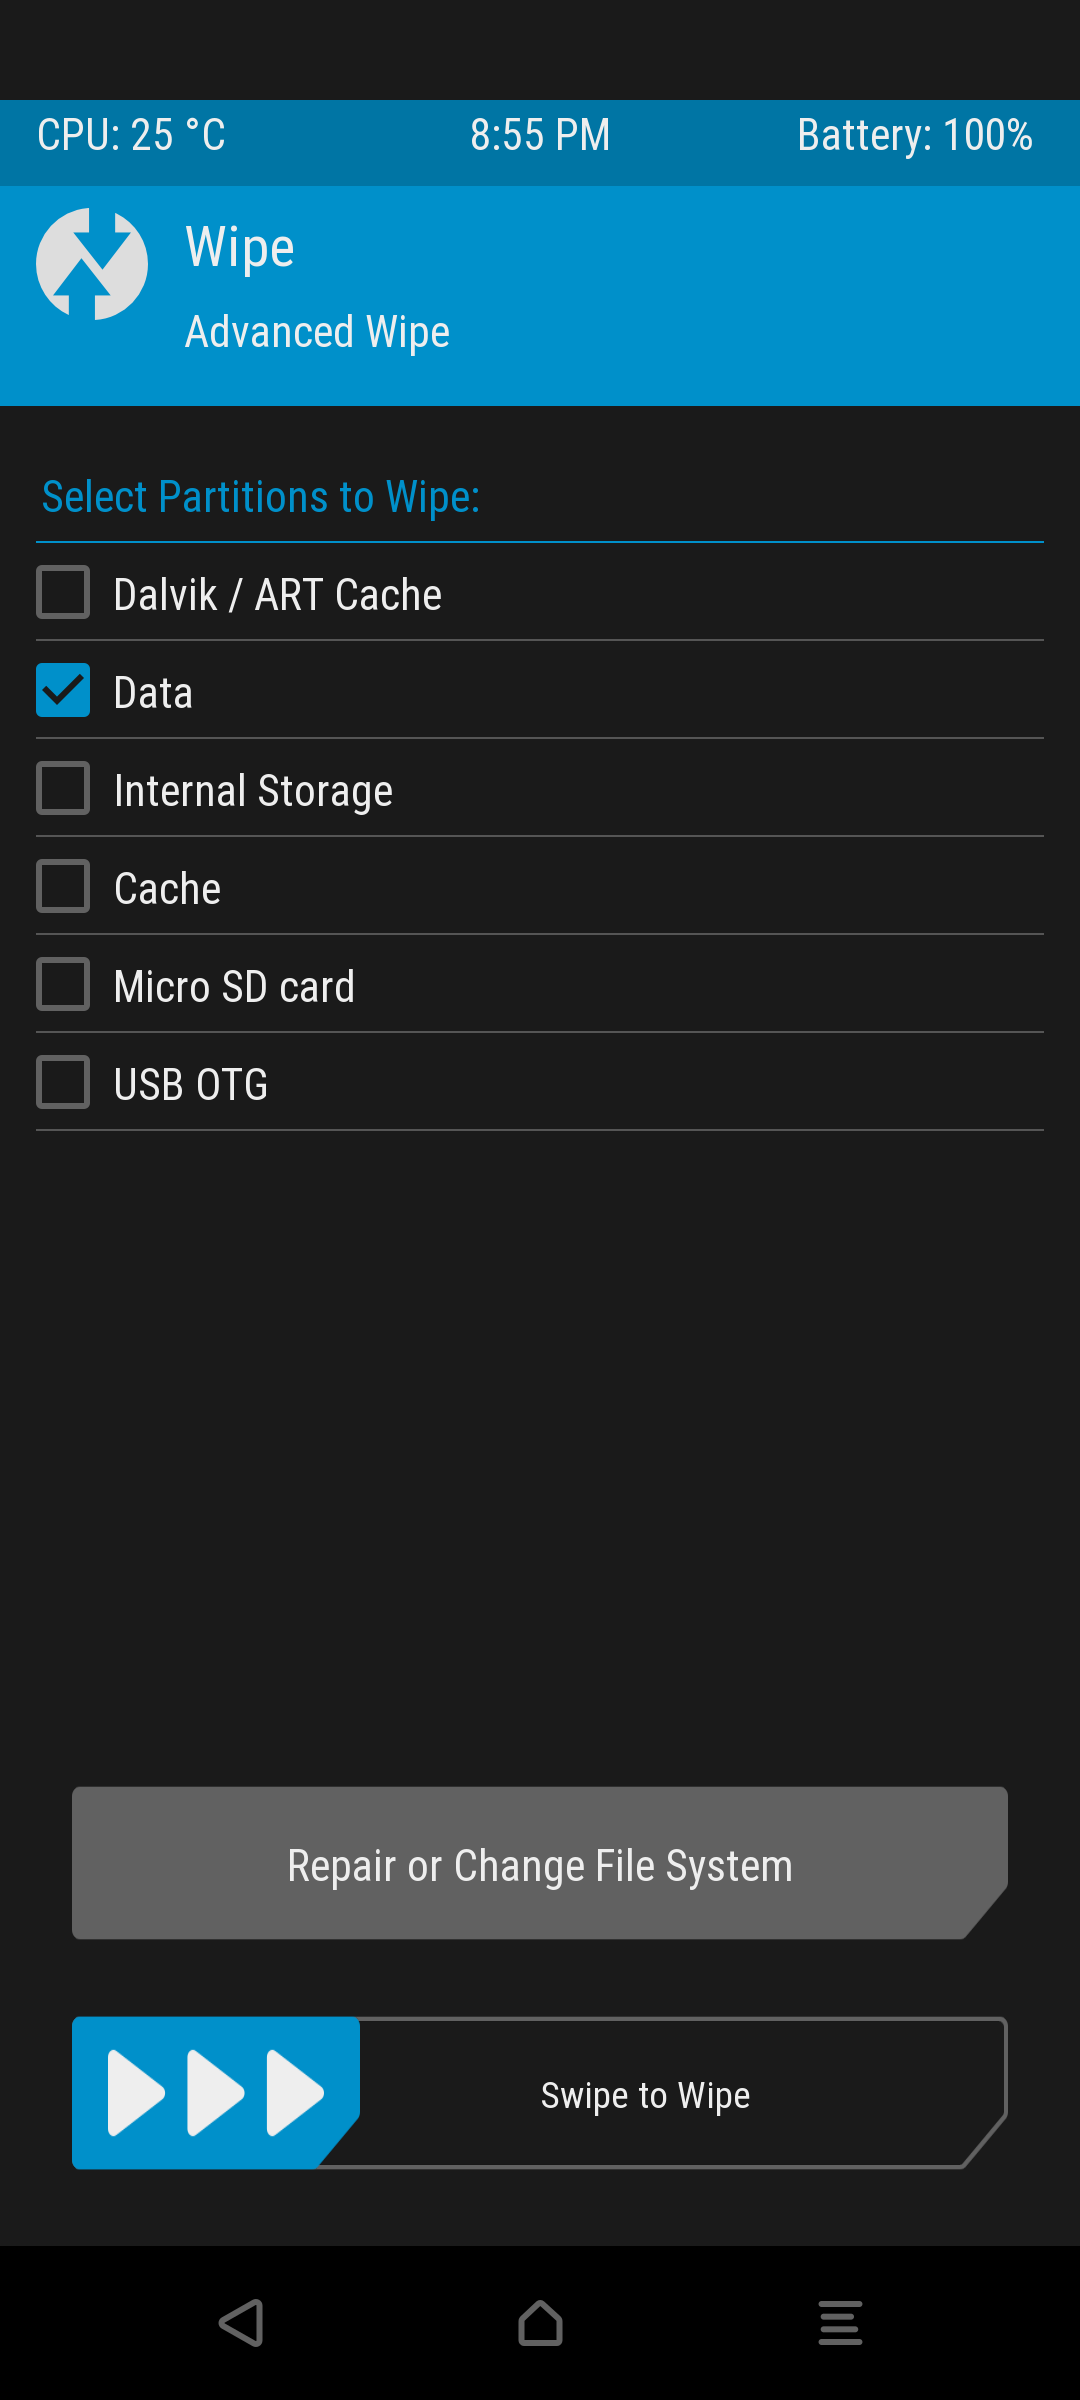 CPU: 25 °C 8:55 PM Battery: 100%
Wipe
Advanced Wipe
Select Partitions to Wipe:
Dalvik / ART Cache
Data
Internal Storage
Cache
Micro SD card
USB OTG
Repair or Change File System
Swipe to Wipe